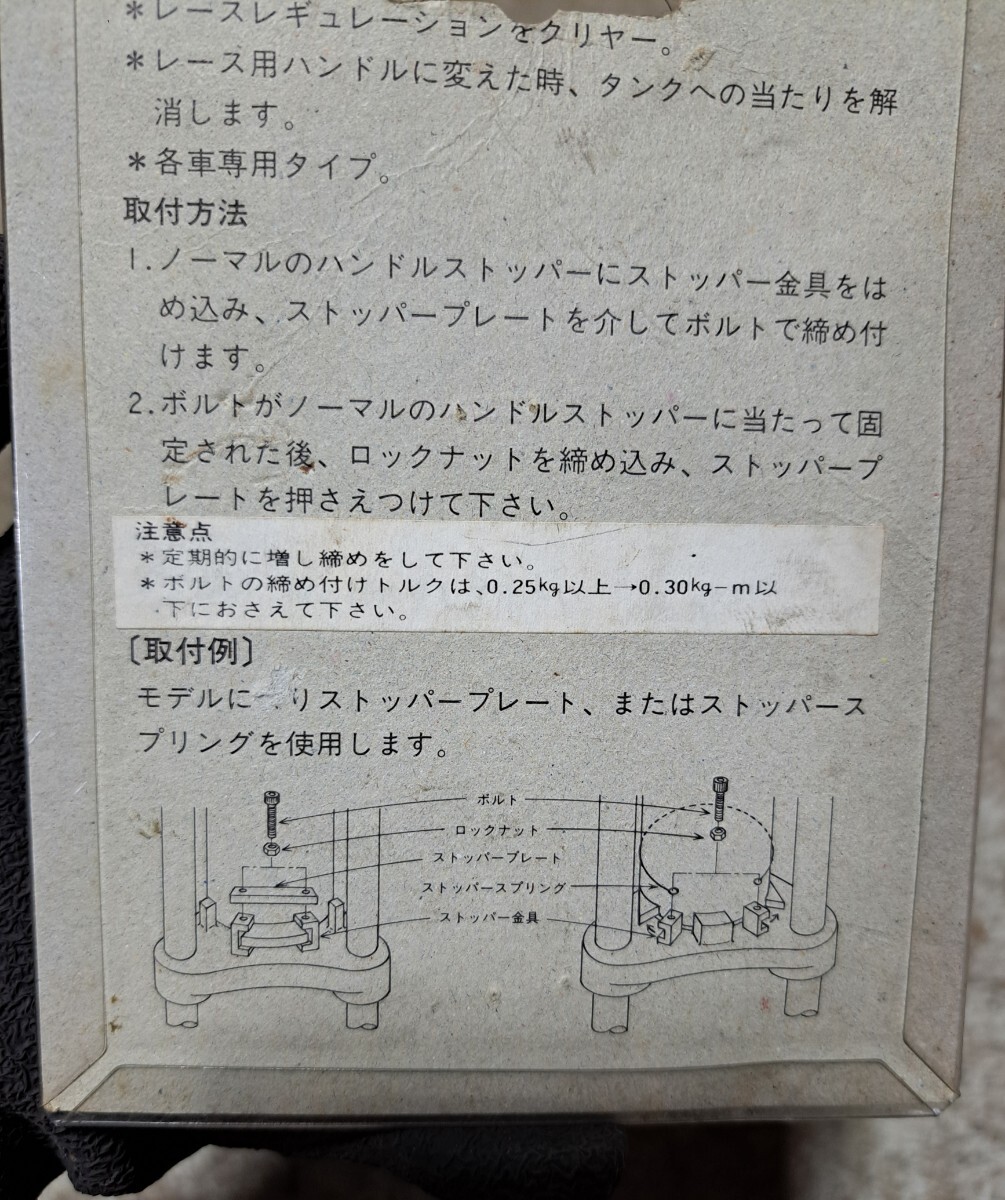 *レースレギュレーションをクリヤー。
*レース用ハンドルに変えた時、タンクへの当たりを解
消します。
*各車専用タイプ。
取付方法
1.ノーマルのハンドルストッパーにストッパー金具をは
め込み、ストッパープレートを介してボルトで締め付
けます。
2.ボルトがノーマルのハンドルストッパーに当たって固
定された後、ロックナットを締め込み、ストッパープ
レートを押さえつけて下さい。
注意点
*定期的に増し締めをして下さい。
*ボルトの締め付けトルクは、0.25kg以上→0.30kg-m以
下におさえて下さい。
〔取付例〕
モデルに りストッパープレート、またはストッパース
プリングを使用します。
ボルト
ロックナット
ストッパープレート
ストッパースプリング
ストッパー金具